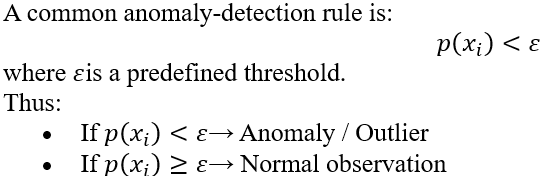 A common anomaly-detection rule is:
p(xᵢ) < ε
where εis a predefined threshold.
Thus:
• If p(xᵢ) < ε→ Anomaly / Outlier
• If p(xᵢ) ≥ ε→ Normal observation